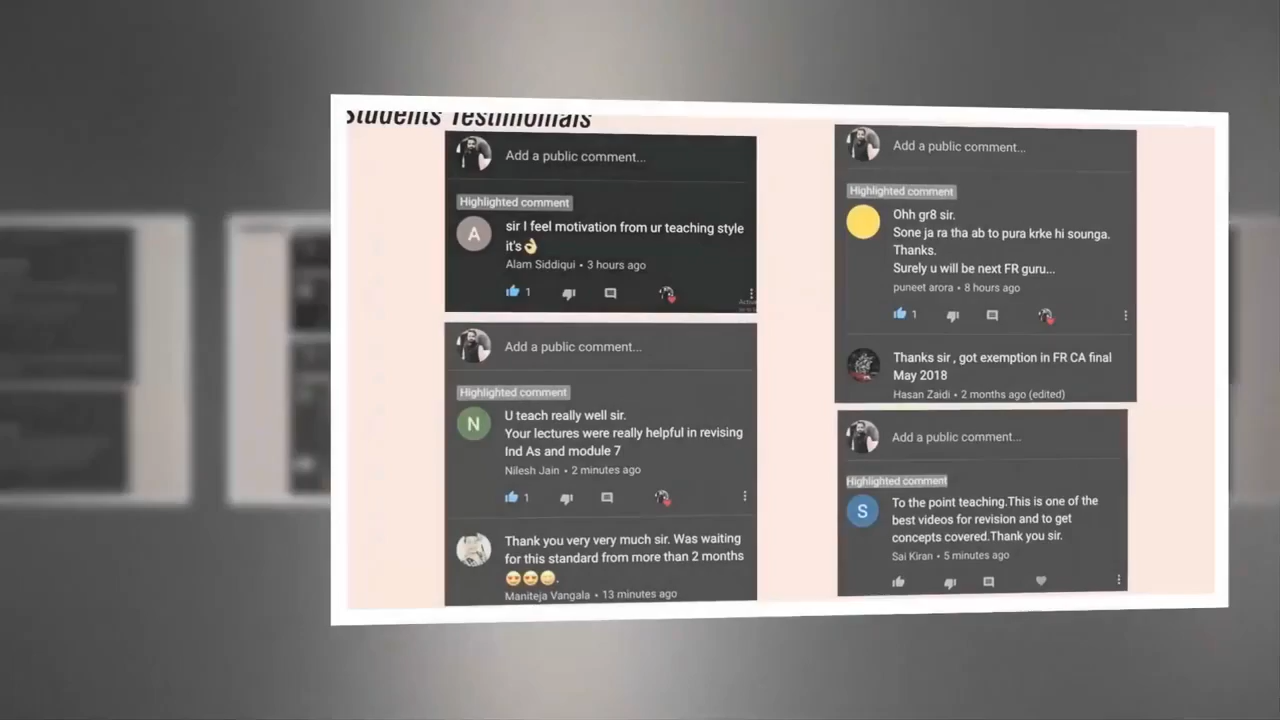 Students Testimonials
Add a public comment...
Highlighted comment
A
sir I feel motivation from ur teaching style
it's👌
Alam Siddiqui • 3 hours ago
1
Add a public comment...
Highlighted comment
N
U teach really well sir.
Your lectures were really helpful in revising
Ind As and module 7
Nilesh Jain • 2 minutes ago
1
Thank you very very much sir. Was waiting
for this standard from more than 2 months
😍😍😊.
Maniteja Vangala • 13 minutes ago
Add a public comment...
Highlighted comment
Ohh gr8 sir.
Sone ja ra tha ab to pura krke hi sounga.
Thanks.
Surely u will be next FR guru...
puneet arora • 8 hours ago
1
Thanks sir , got exemption in FR CA final
May 2018
Hasan Zaidi • 2 months ago (edited)
Add a public comment...
Highlighted comment
S
To the point teaching.This is one of the
best videos for revision and to get
concepts covered.Thank you sir.
Sai Kiran • 5 minutes ago